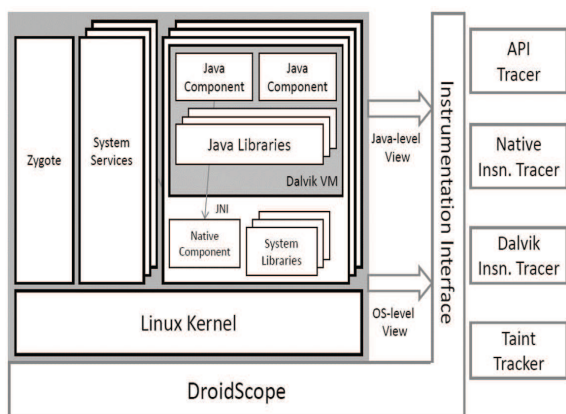 Zygote
System
Services
Java
Component
Java
Component
Java Libraries
Dalvik VM
JNI
Native
Component
System
Libraries
Linux Kernel
DroidScope
Java-level
View
OS-level
View
Instrumentation Interface
API
Tracer
Native
Insn. Tracer
Dalvik
Insn. Tracer
Taint
Tracker